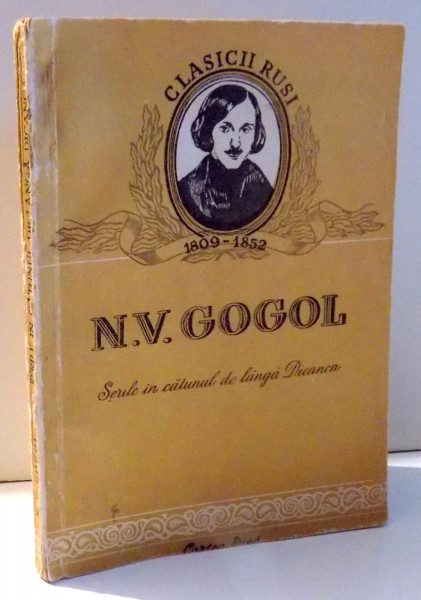 CLASICII RUSI
1809-1852
N.V. GOGOL
Serile în cătunul de lângă Dicanca